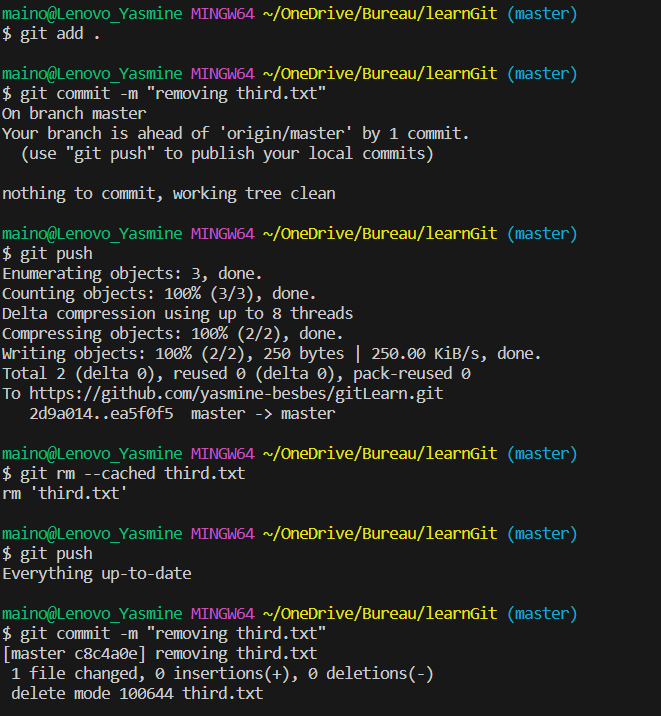 maino@Lenovo_Yasmine MINGW64 ~/OneDrive/Bureau/learnGit (master)
$ git add .
maino@Lenovo_Yasmine MINGW64 ~/OneDrive/Bureau/learnGit (master)
$ git commit -m "removing third.txt"
On branch master
Your branch is ahead of 'origin/master' by 1 commit.
  (use "git push" to publish your local commits)
nothing to commit, working tree clean
maino@Lenovo_Yasmine MINGW64 ~/OneDrive/Bureau/learnGit (master)
$ git push
Enumerating objects: 3, done.
Counting objects: 100% (3/3), done.
Delta compression using up to 8 threads
Compressing objects: 100% (2/2), done.
Writing objects: 100% (2/2), 250 bytes | 250.00 KiB/s, done.
Total 2 (delta 0), reused 0 (delta 0), pack-reused 0
To https://github.com/yasmine-besbes/gitLearn.git
   2d9a014..ea5f0f5  master -> master
maino@Lenovo_Yasmine MINGW64 ~/OneDrive/Bureau/learnGit (master)
$ git rm --cached third.txt
rm 'third.txt'
maino@Lenovo_Yasmine MINGW64 ~/OneDrive/Bureau/learnGit (master)
$ git push
Everything up-to-date
maino@Lenovo_Yasmine MINGW64 ~/OneDrive/Bureau/learnGit (master)
$ git commit -m "removing third.txt"
[master c8c4a0e] removing third.txt
 1 file changed, 0 insertions(+), 0 deletions(-)
 delete mode 100644 third.txt